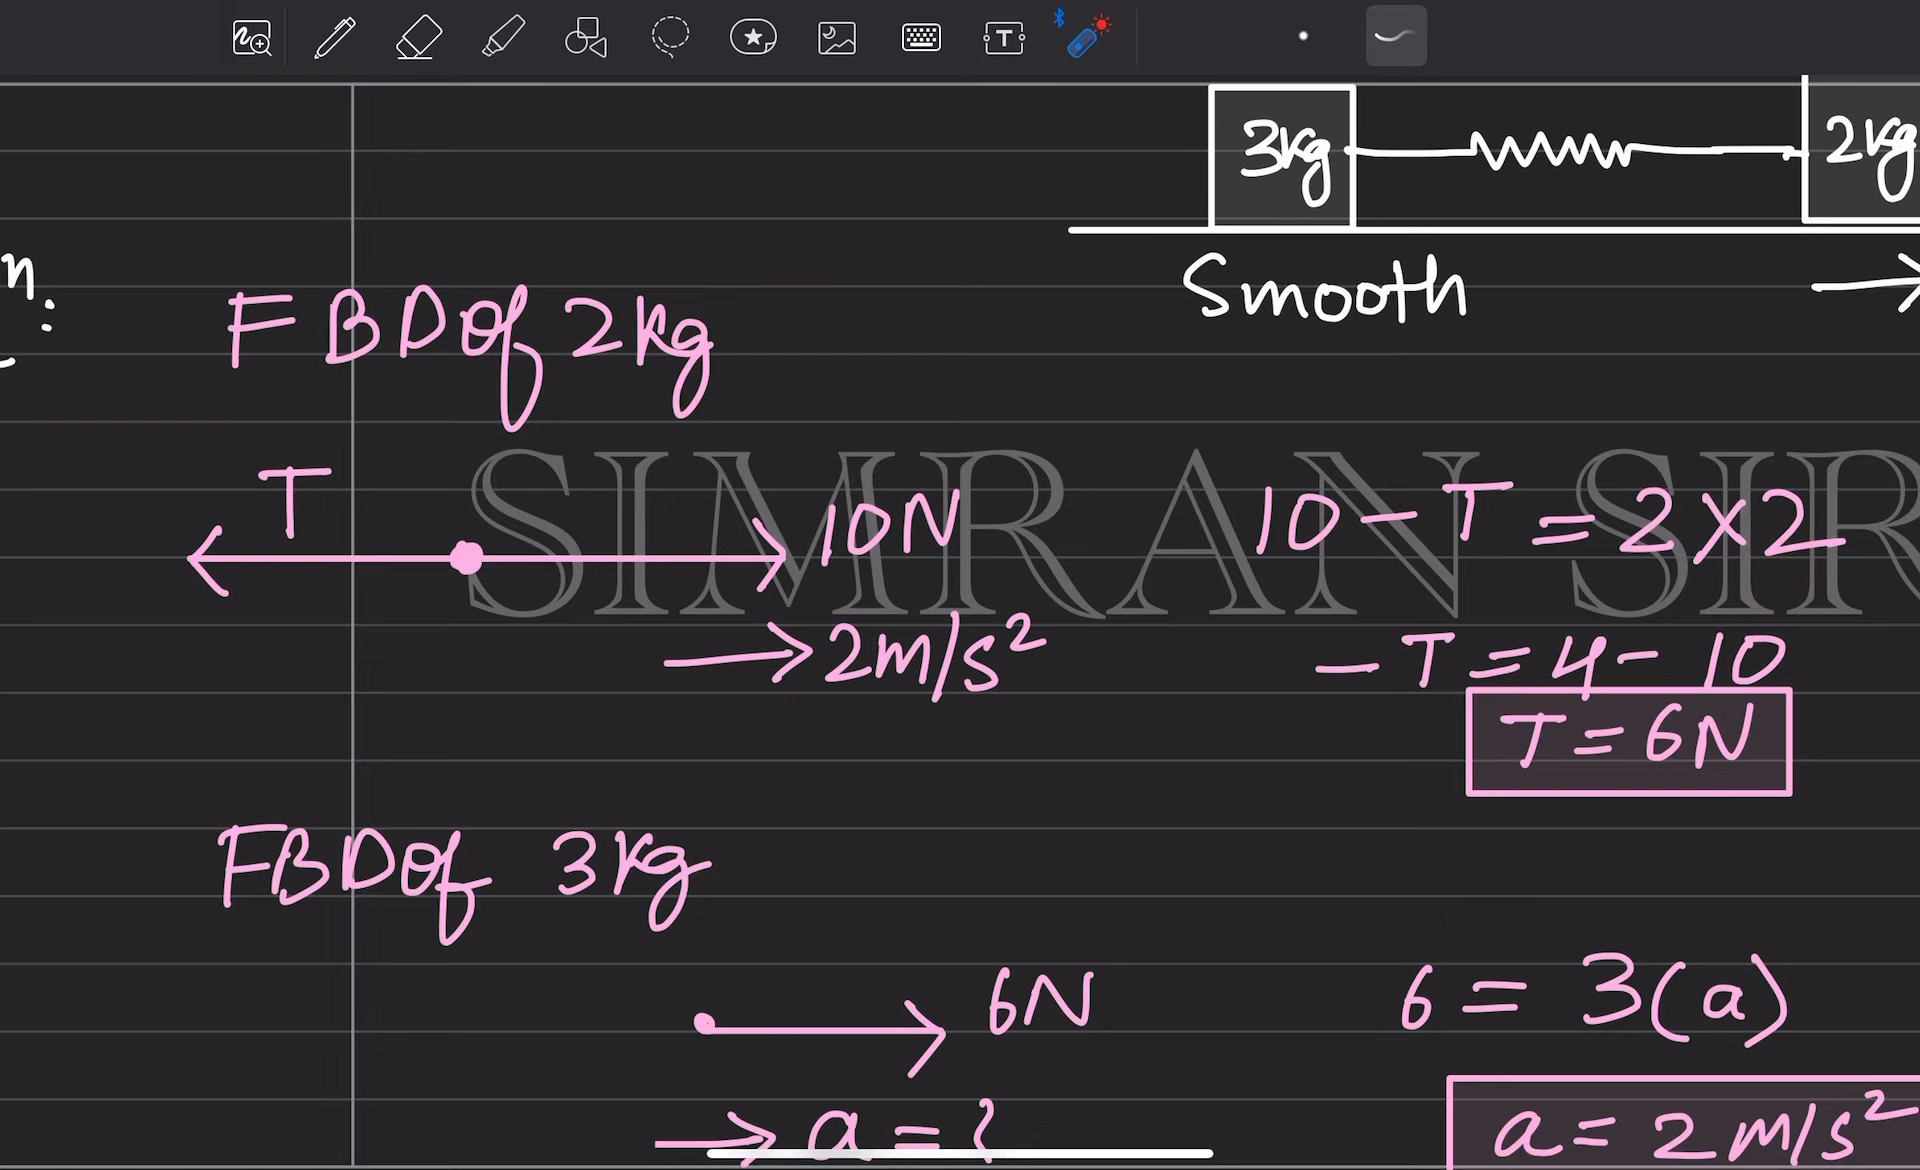 3kg 2kg
Smooth
n:
FBD of 2kg
SIMRAN SIR
T 10N 10 - T = 2 × 2
→ 2m/s² - T = 4 - 10
T = 6N
FBD of 3kg
6N 6 = 3(a)
→ a = ? a = 2 m/s²